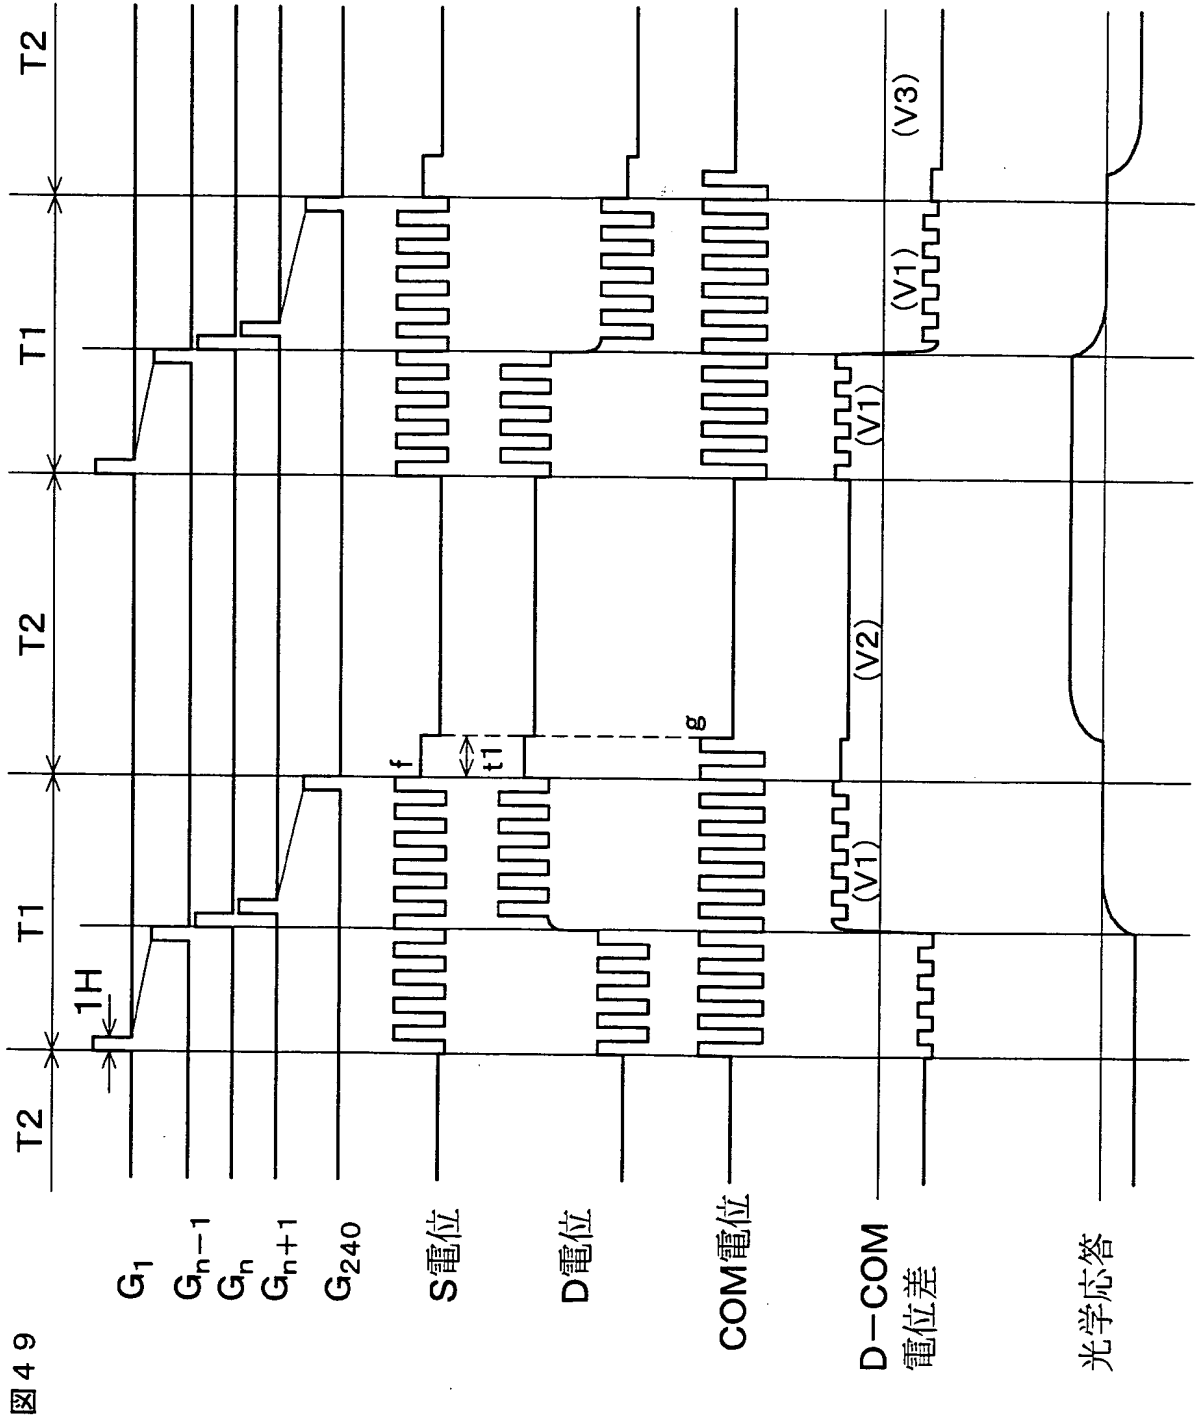 図49
T2
T1
T2
T1
T2
1H
G1
Gn−1
Gn
Gn+1
G240
S電位
f
t1
D電位
COM電位
g
D−COM
電位差
(V1)
(V2)
(V1)
(V1)
(V3)
光学応答